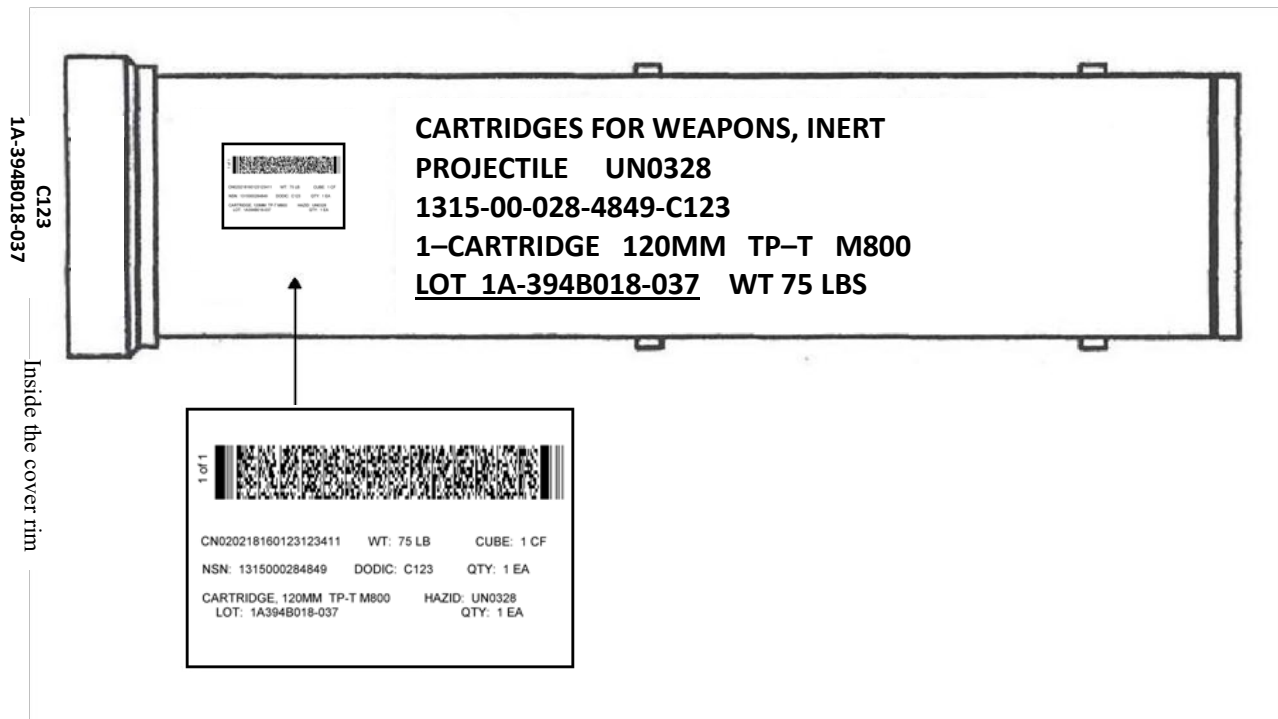 C123
1A-394B018-037
Inside the cover rim
CARTRIDGES FOR WEAPONS, INERT
PROJECTILE UN0328
1315-00-028-4849-C123
1–CARTRIDGE 120MM TP–T M800
LOT 1A-394B018-037 WT 75 LBS
1 of 1
CN020218160123123411 WT: 75 LB CUBE: 1 CF
NSN: 1315000284849 DODIC: C123 QTY: 1 EA
CARTRIDGE, 120MM TP-T M800 HAZID: UN0328
LOT: 1A394B018-037 QTY: 1 EA